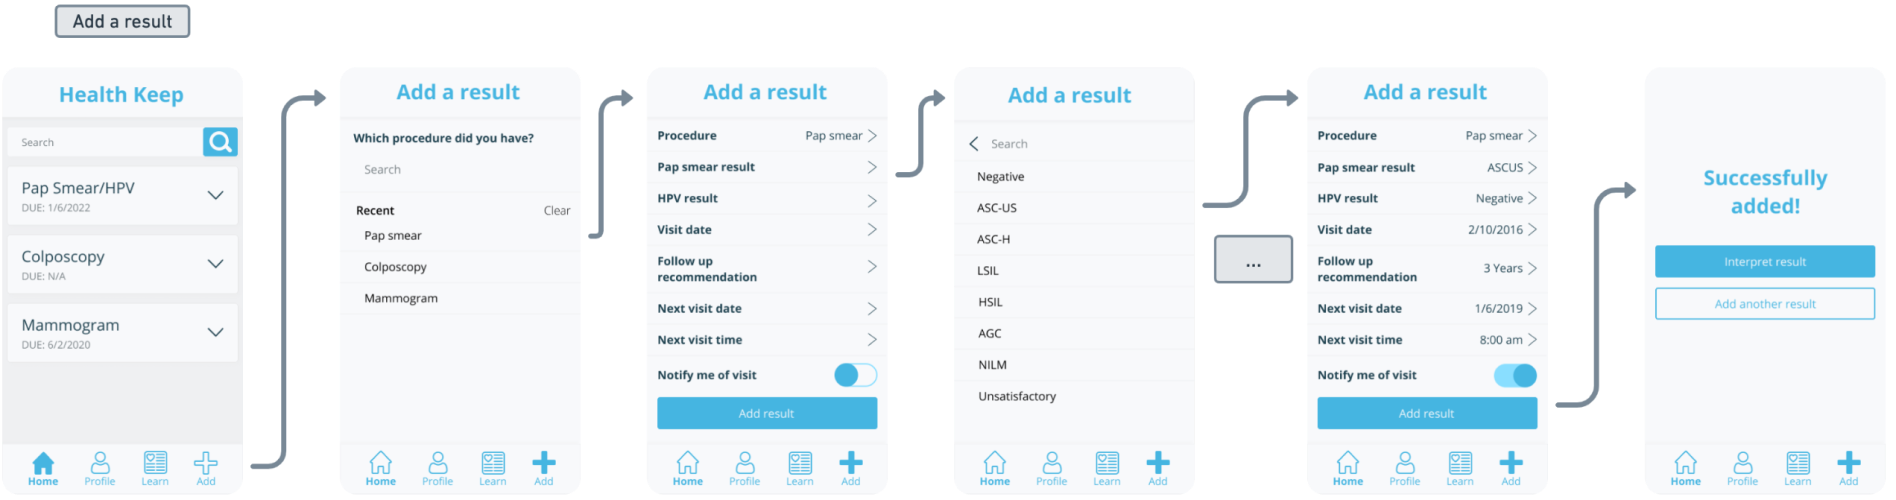 Add a result
Health Keep
Search
Pap Smear/HPV
DUE: 1/6/2022
Colposcopy
DUE: N/A
Mammogram
DUE: 6/2/2020
Home Profile Learn Add
Add a result
Which procedure did you have?
Search
Recent Clear
Pap smear
Colposcopy
Mammogram
Home Profile Learn Add
Add a result
Procedure Pap smear
Pap smear result
HPV result
Visit date
Follow up
recommendation
Next visit date
Next visit time
Notify me of visit
Add result
Home Profile Learn Add
Add a result
Search
Negative
ASC-US
ASC-H
LSIL
HSIL
AGC
NILM
Unsatisfactory
Home Profile Learn Add
...
Add a result
Procedure Pap smear
Pap smear result ASCUS
HPV result Negative
Visit date 2/10/2016
Follow up
recommendation 3 Years
Next visit date 1/6/2019
Next visit time 8:00 am
Notify me of visit
Add result
Home Profile Learn Add
Successfully
added!
Interpret result
Add another result
Home Profile Learn Add